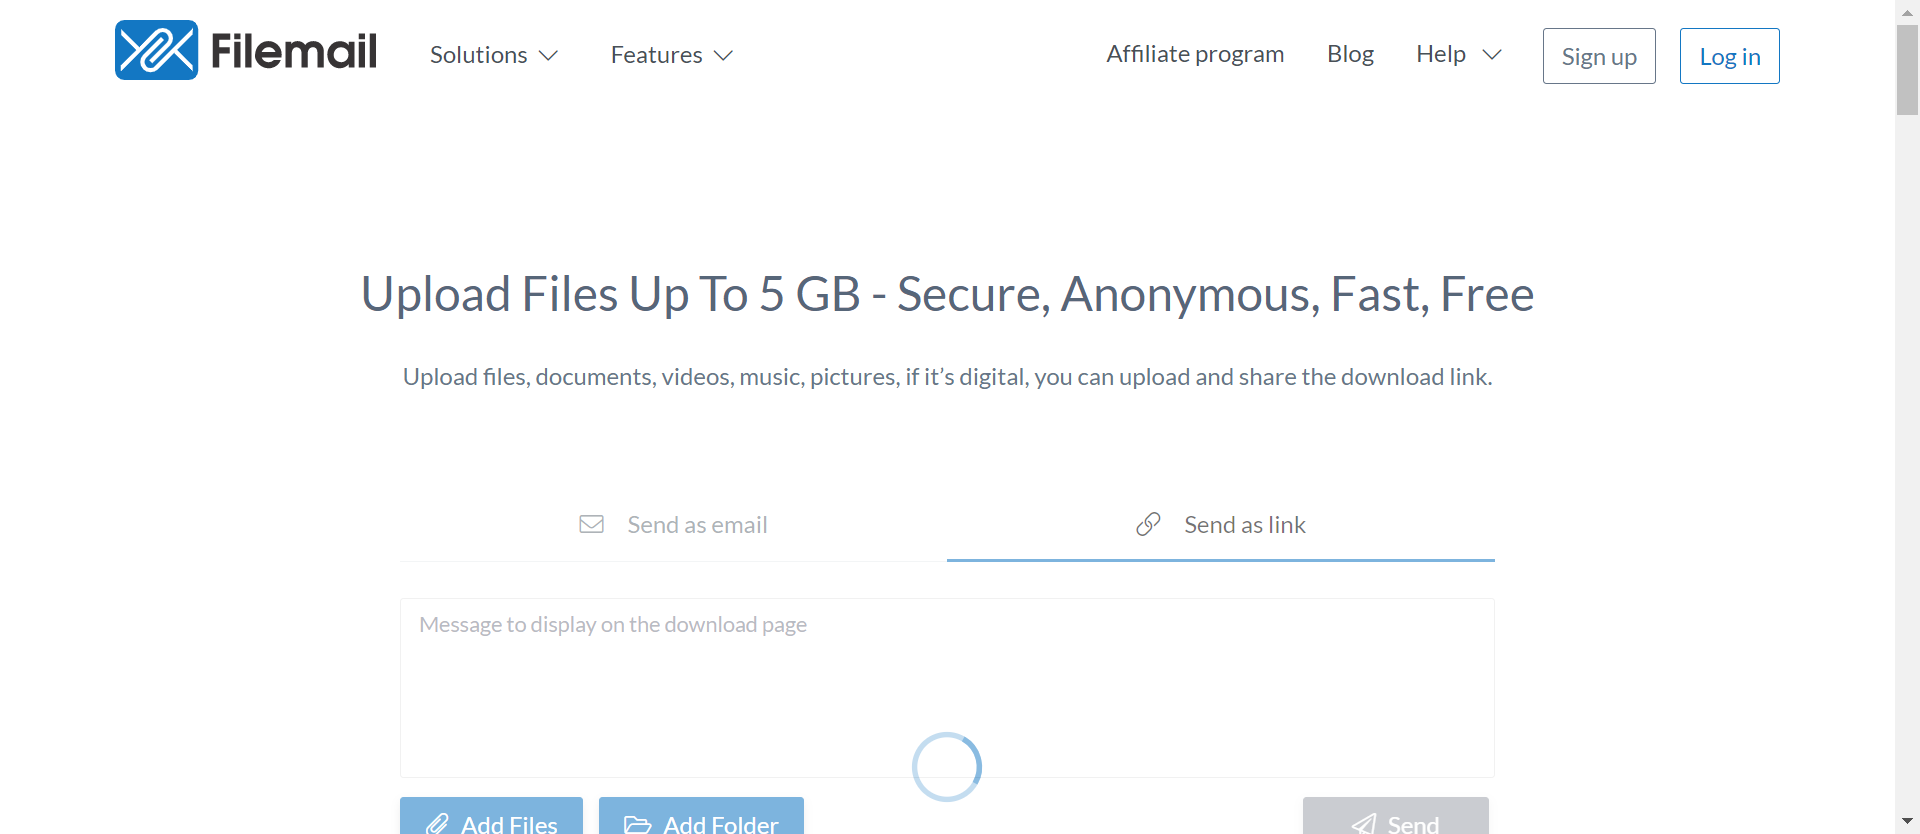 Filemail Solutions Features Affiliate program Blog Help Sign up Log in
Upload Files Up To 5 GB - Secure, Anonymous, Fast, Free
Upload files, documents, videos, music, pictures, if it’s digital, you can upload and share the download link.
Send as email Send as link
Message to display on the download page
Add Files Add Folder Send